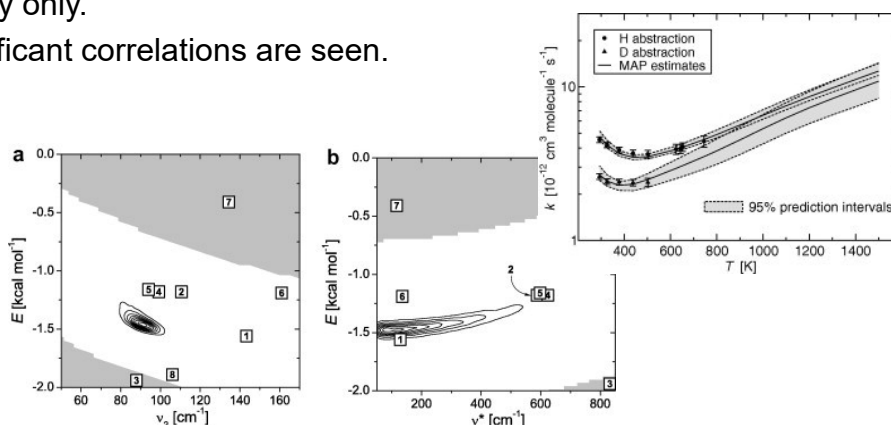 y only.
ficant correlations are seen.
H abstraction
D abstraction
MAP estimates
95% prediction intervals
k [10⁻¹² cm³ molecule⁻¹ s⁻¹]
10
1
200 400 600 800 1000 1200 1400
T [K]
a
0.0
-0.5
-1.0
-1.5
-2.0
E [kcal mol⁻¹]
7
5 4 2 6
1
3 8
60 80 100 120 140 160
[cm⁻¹]
b
0.0
-0.5
-1.0
-1.5
-2.0
E [kcal mol⁻¹]
7
2
6 5 4
1
3
200 400 600 800
ν* [cm⁻¹]